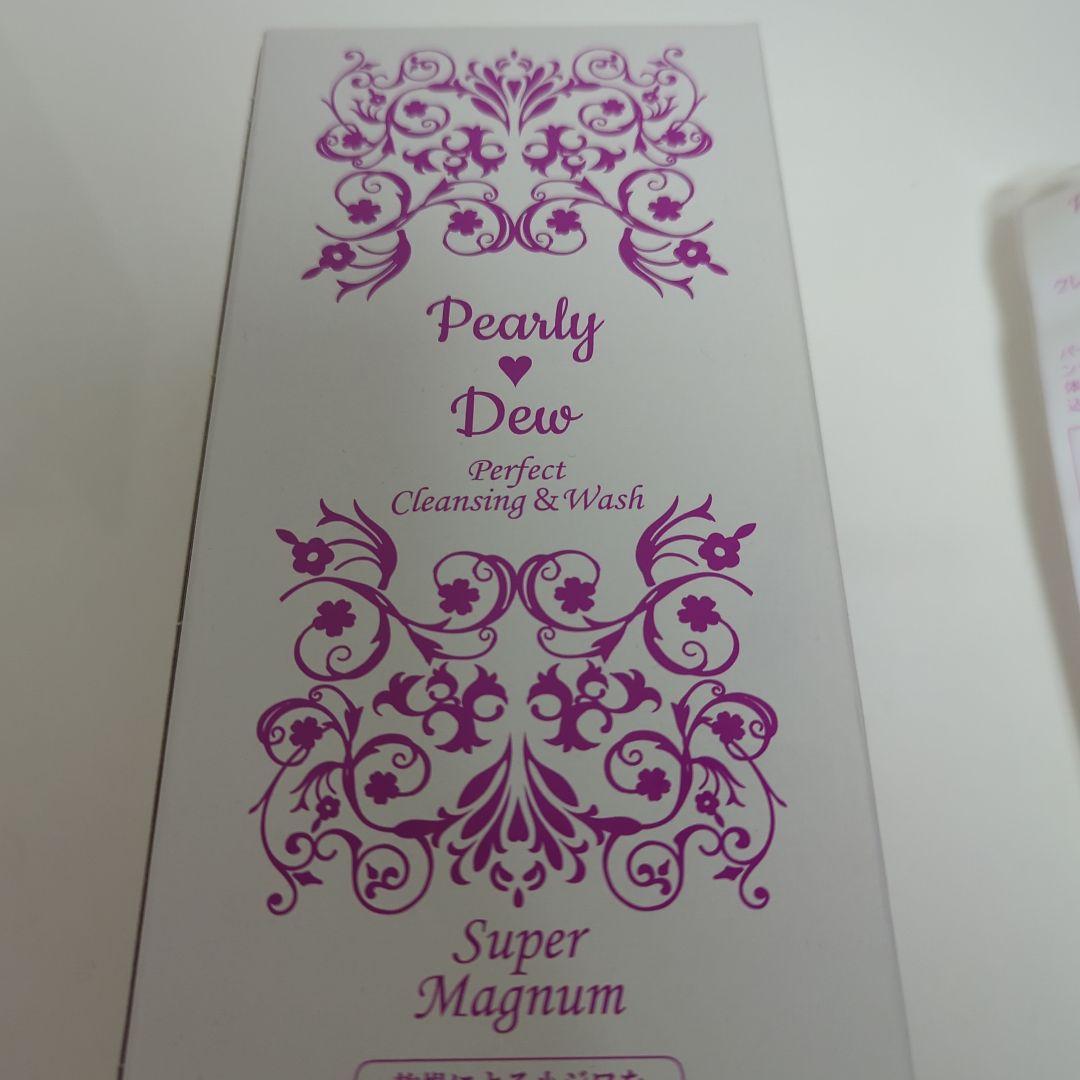 Pearly
Dew
Perfect
Cleansing & Wash
Super
Magnum